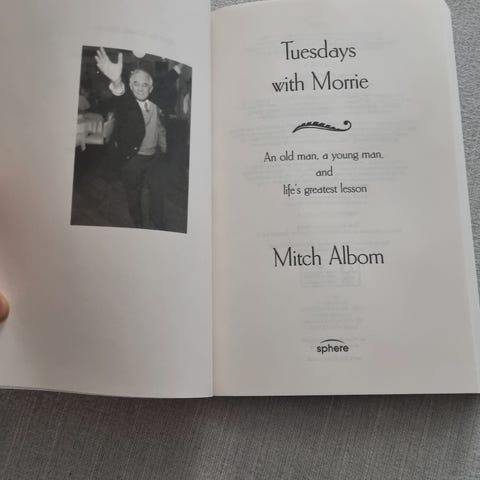 Tuesdays
with Morrie
An old man, a young man,
and
life's greatest lesson
Mitch Albom
sphere